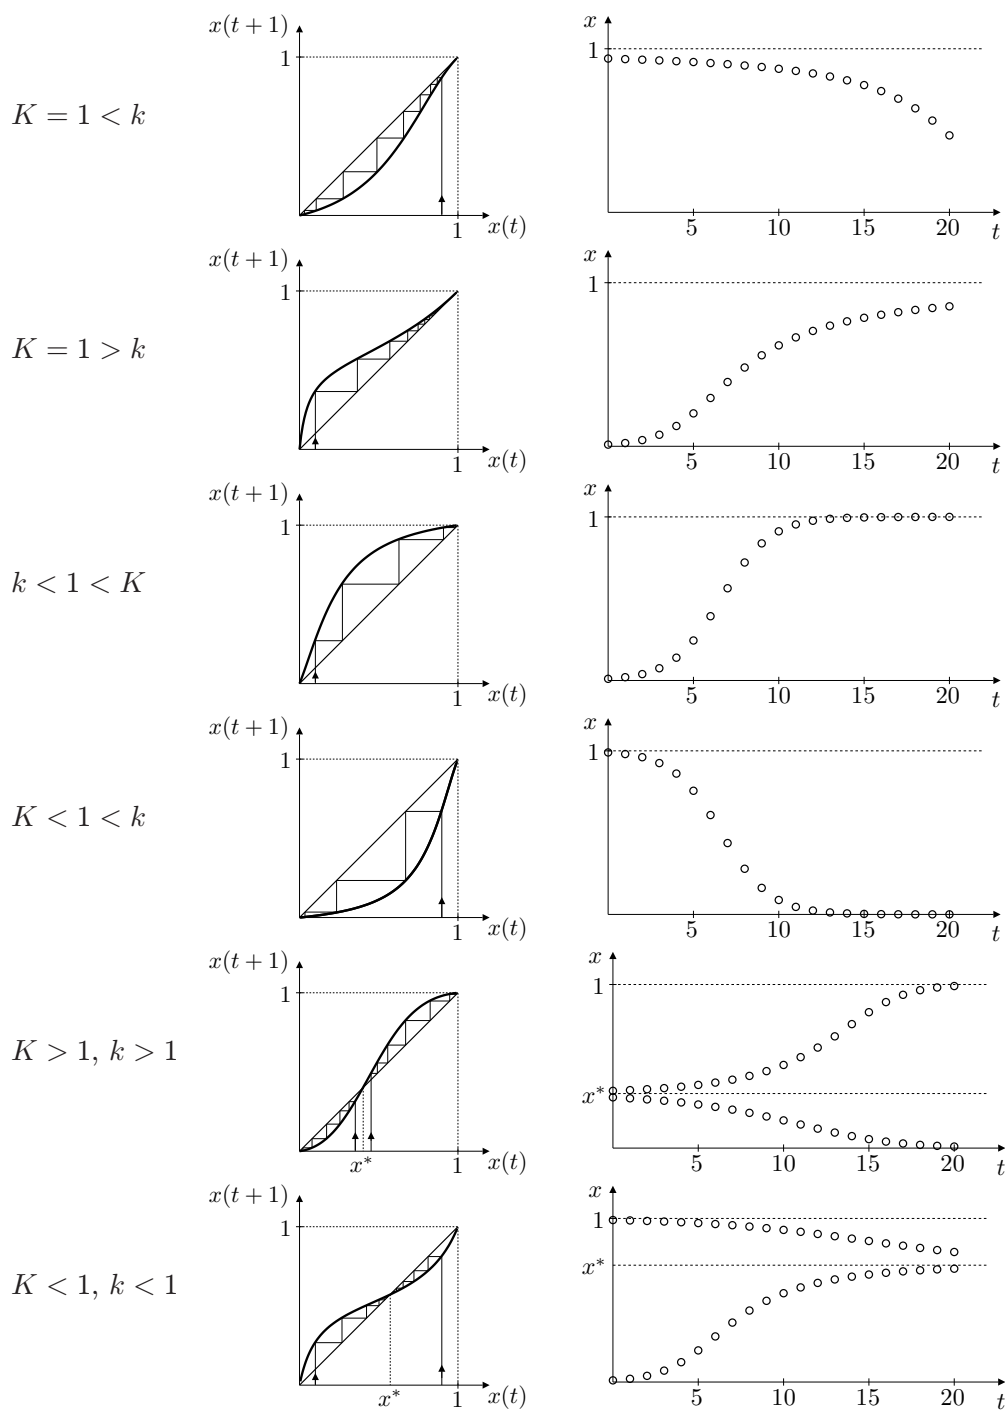 K = 1 < k
x(t + 1)
1
1
x(t)
x
1
5
10
15
20
t
K = 1 > k
x(t + 1)
1
1
x(t)
x
1
5
10
15
20
t
k < 1 < K
x(t + 1)
1
1
x(t)
x
1
5
10
15
20
t
K < 1 < k
x(t + 1)
1
1
x(t)
x
1
5
10
15
20
t
K > 1, k > 1
x(t + 1)
1
x*
1
x(t)
x
1
x*
5
10
15
20
t
K < 1, k < 1
x(t + 1)
1
x*
1
x(t)
x
1
x*
5
10
15
20
t